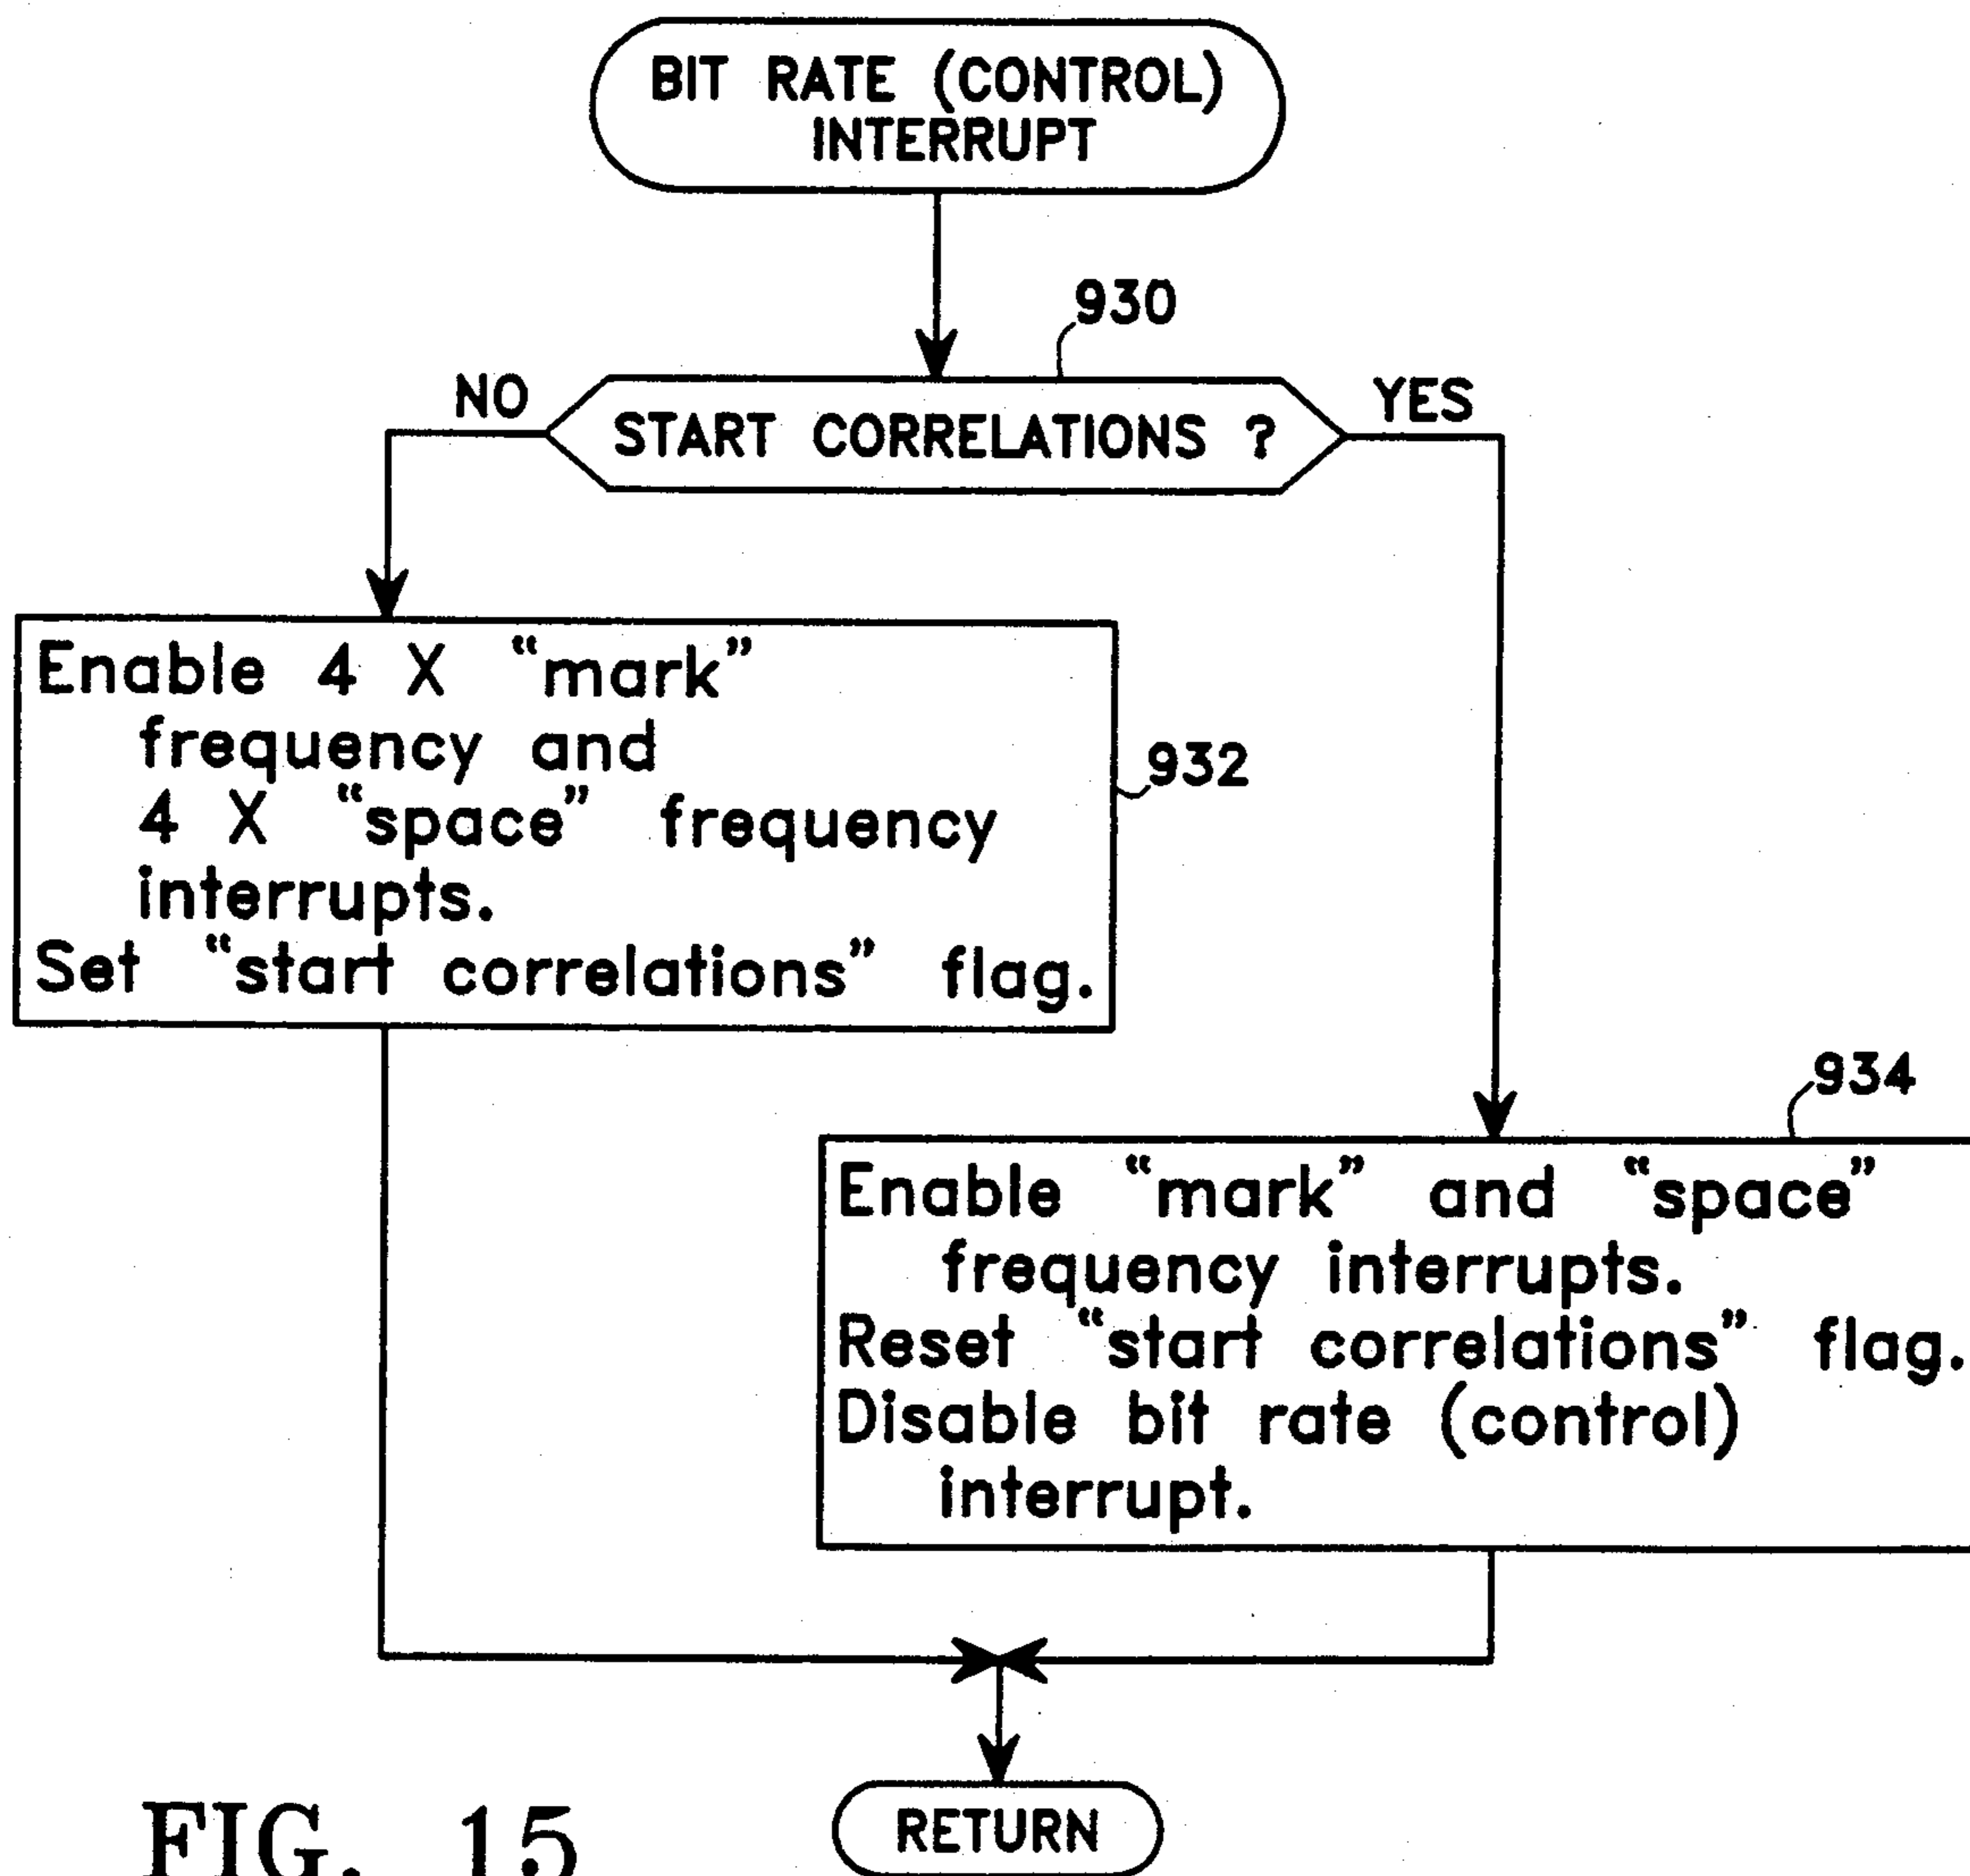 BIT RATE (CONTROL)
INTERRUPT
930
NO
YES
START CORRELATIONS ?
Enable 4 X “mark”
frequency and
4 X “space” frequency
interrupts.
Set “start correlations” flag.
932
934
Enable “mark” and “space”
frequency interrupts.
Reset “start correlations” flag.
Disable bit rate (control)
interrupt.
RETURN
FIG. 15